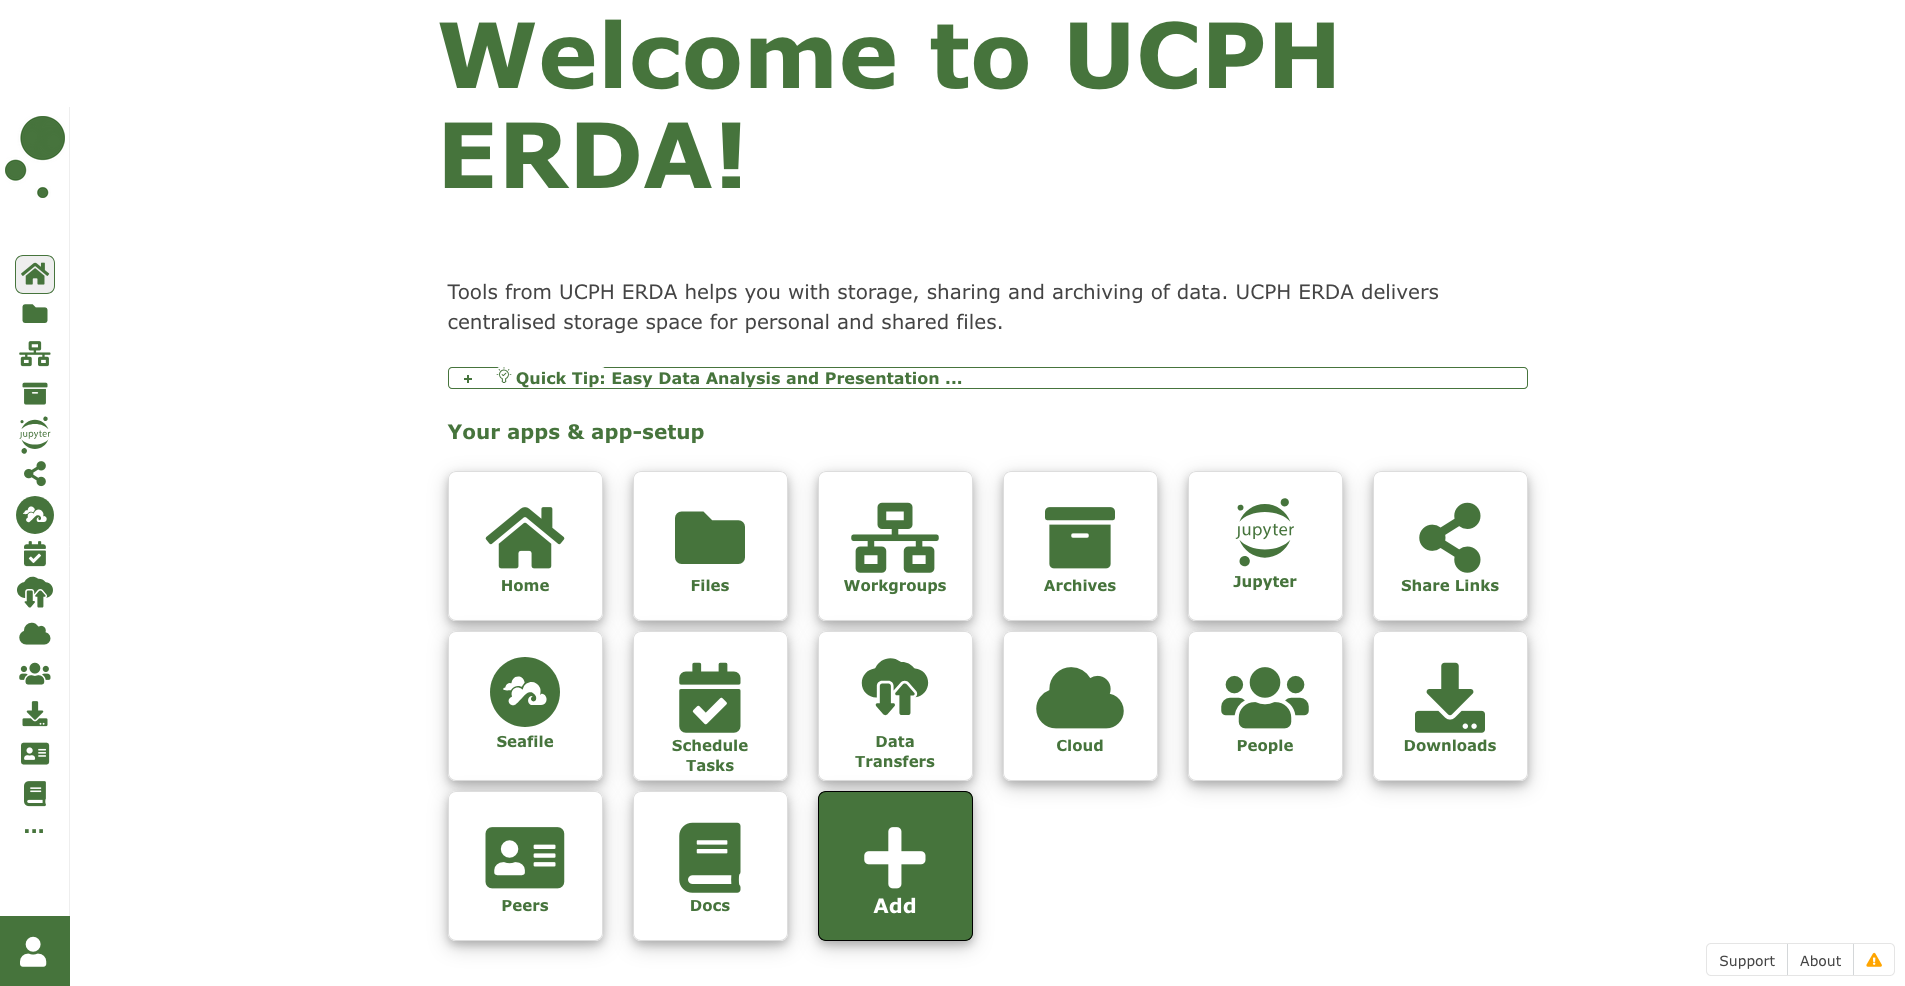 Welcome to UCPH
ERDA!
Tools from UCPH ERDA helps you with storage, sharing and archiving of data. UCPH ERDA delivers
centralised storage space for personal and shared files.
+ Quick Tip: Easy Data Analysis and Presentation ...
Your apps & app-setup
jupyter
Home
Files
Workgroups
Archives
jupyter
Jupyter
Share Links
Seafile
Schedule
Tasks
Data
Transfers
Cloud
People
Downloads
Peers
Docs
Add
...
Support
About